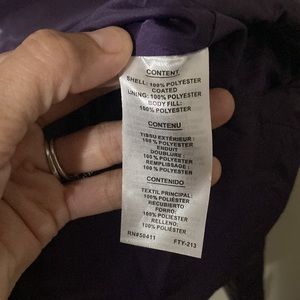 CONTENT
SHELL: 100% POLYESTER
COATED
LINING: 100% POLYESTER
BODY FILL:
100% POLYESTER
CONTENU
TISSU EXTÉRIEUR :
100% POLYESTER
ENDUIT
DOUBLURE :
100% POLYESTER
REMPLISSAGE :
100% POLYESTER
CONTENIDO
TEXTIL PRINCIPAL:
100% POLIÉSTER
RECUBIERTO
FORRO:
100% POLIÉSTER
RELLENO:
100% POLIÉSTER
RN#50411 FTY-213